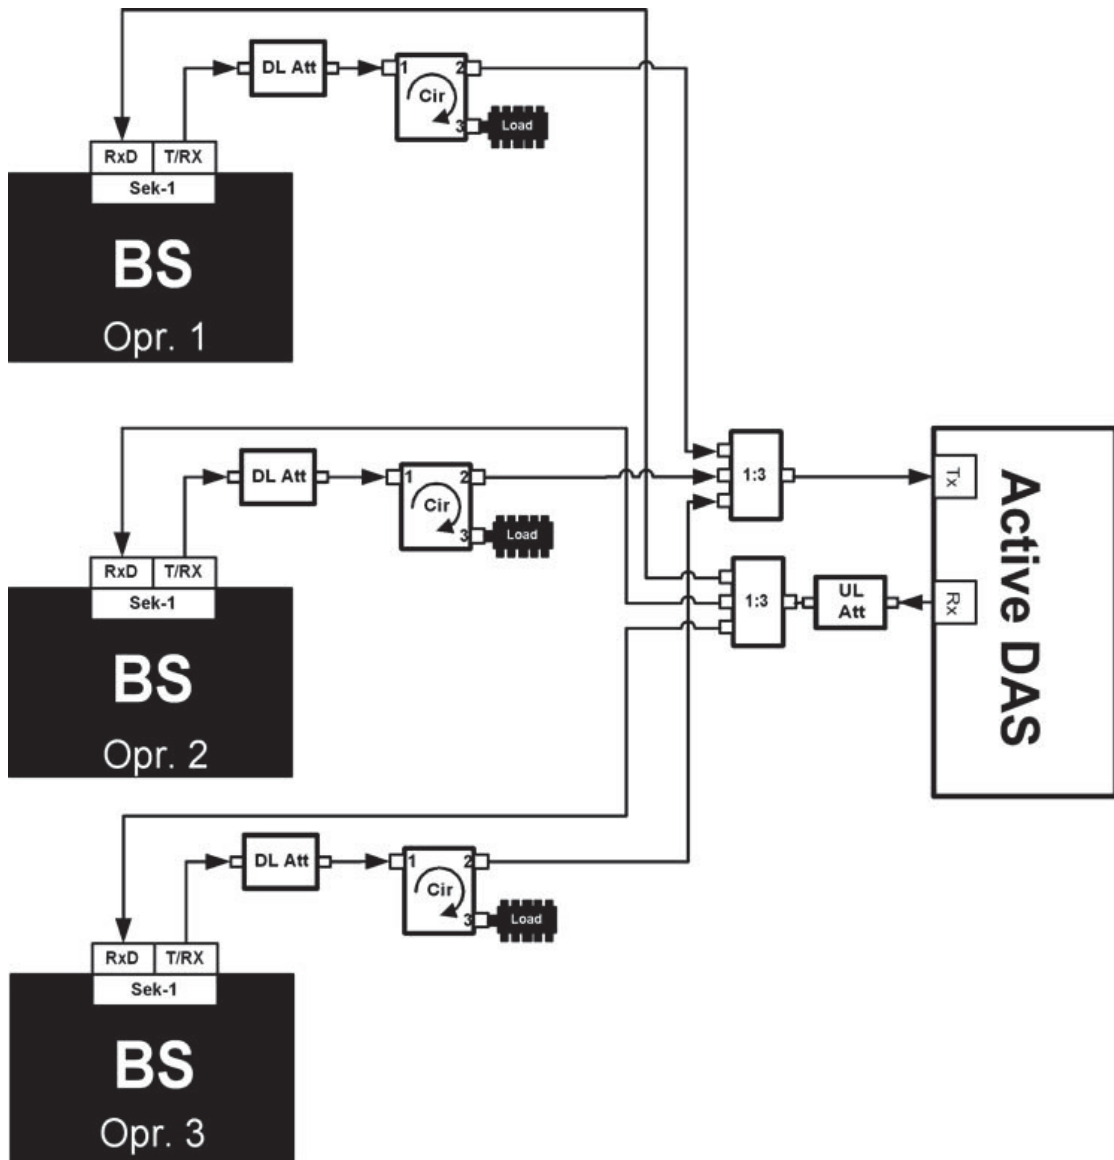 DL Att
1 2
Cir
3 Load
RxD T/RX
Sek-1
BS
Opr. 1
DL Att
1 2
Cir
3 Load
RxD T/RX
Sek-1
BS
Opr. 2
1:3
Tx
1:3
UL
Att
Rx
Active DAS
DL Att
1 2
Cir
3 Load
RxD T/RX
Sek-1
BS
Opr. 3